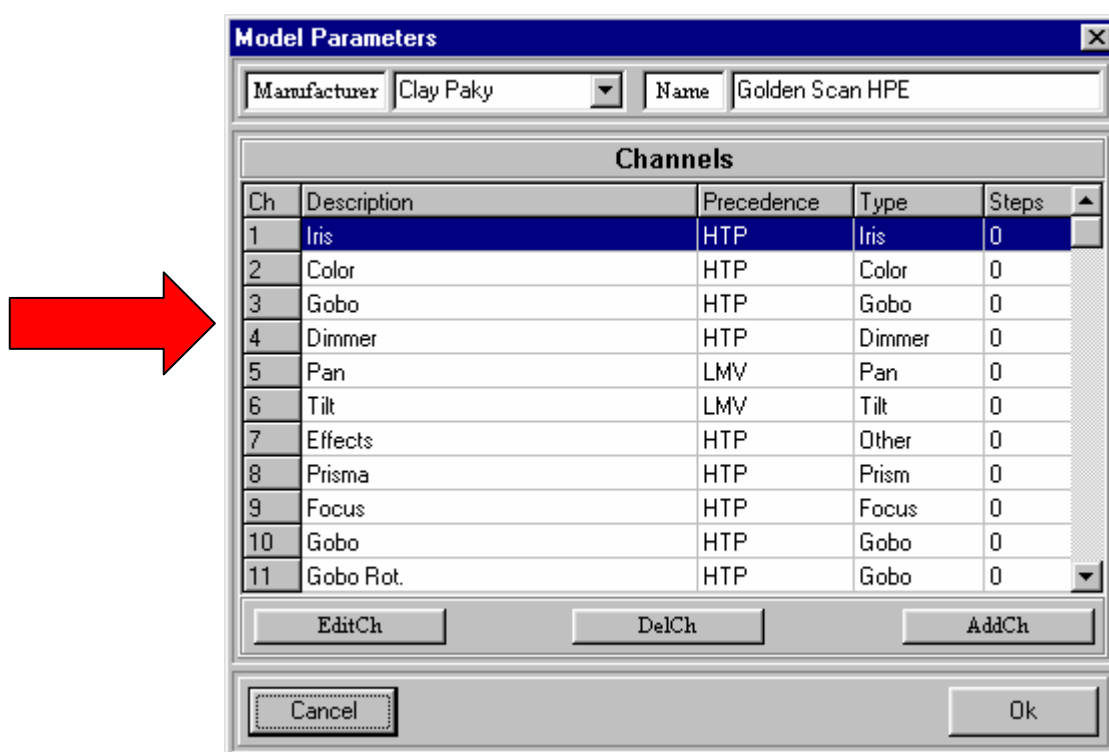 Model Parameters
Manufacturer Clay Paky Name Golden Scan HPE
Channels
Ch Description Precedence Type Steps
1 Iris HTP Iris 0
2 Color HTP Color 0
3 Gobo HTP Gobo 0
4 Dimmer HTP Dimmer 0
5 Pan LMV Pan 0
6 Tilt LMV Tilt 0
7 Effects HTP Other 0
8 Prisma HTP Prism 0
9 Focus HTP Focus 0
10 Gobo HTP Gobo 0
11 Gobo Rot. HTP Gobo 0
EditCh DelCh AddCh
Cancel Ok